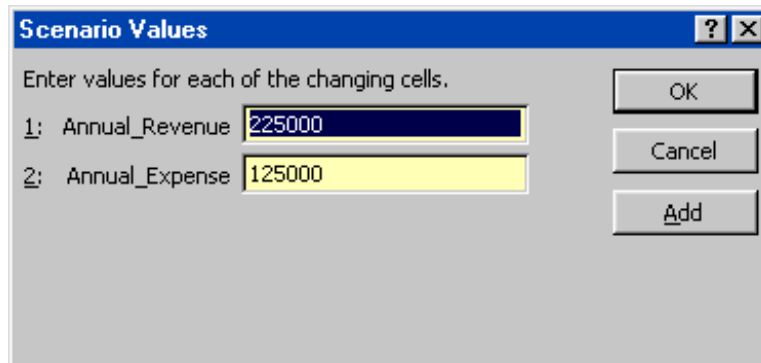 Scenario Values
Enter values for each of the changing cells.
1: Annual_Revenue 225000
2: Annual_Expense 125000
OK
Cancel
Add